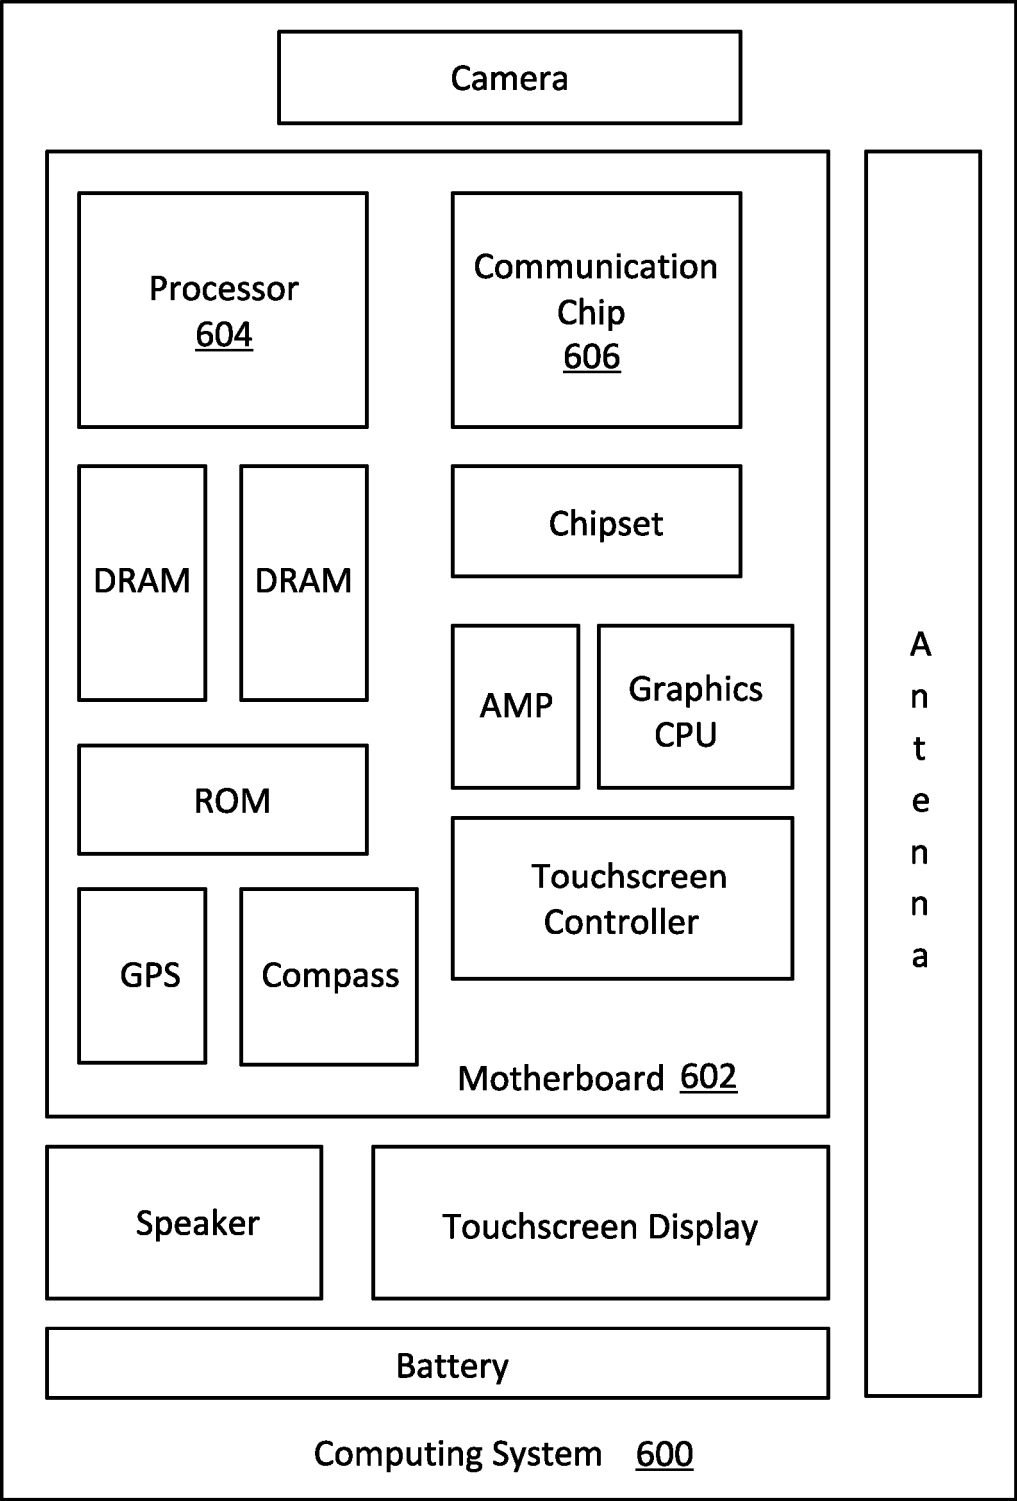 Camera
Processor
604
Communication
Chip
606
DRAM
DRAM
Chipset
AMP
Graphics
CPU
ROM
Touchscreen
Controller
GPS
Compass
Motherboard 602
Antenna
Speaker
Touchscreen Display
Battery
Computing System 600